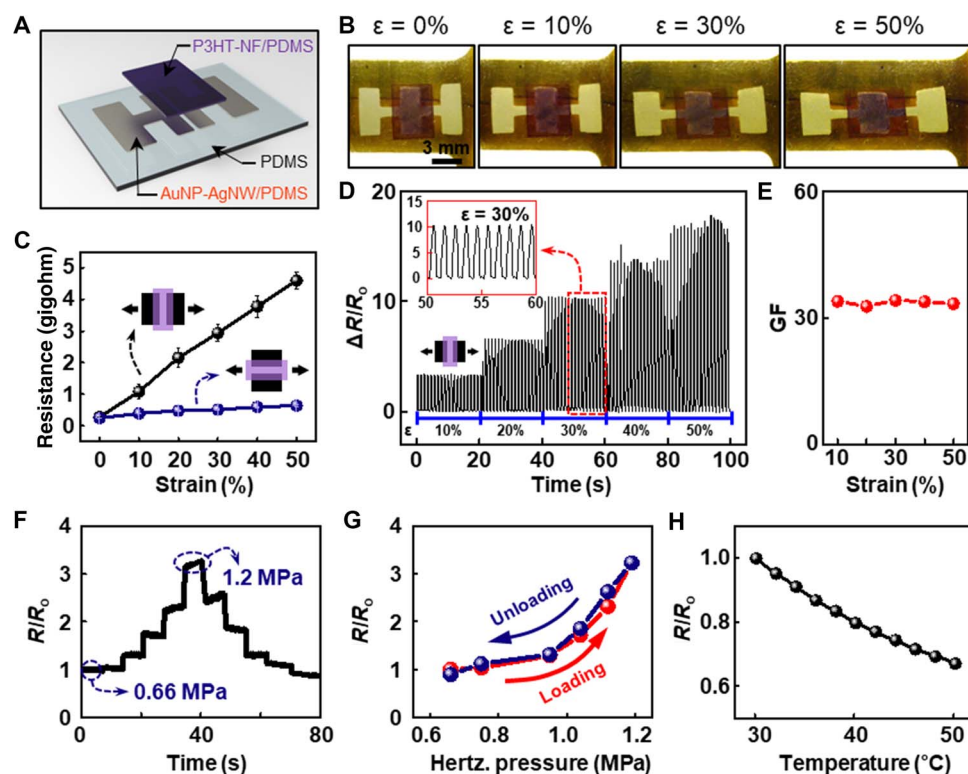 A
P3HT-NF/PDMS
PDMS
AuNP-AgNW/PDMS
B
ε = 0% ε = 10% ε = 30% ε = 50%
3 mm
C
Resistance (gigohm)
5
4
3
2
1
0
0 10 20 30 40 50
Strain (%)
D
ΔR/Ro
20
10
0
15
10
5
0
ε = 30%
50 55 60
ε 10% 20% 30% 40% 50%
0 20 40 60 80 100
Time (s)
E
GF
60
30
0
10 20 30 40 50
Strain (%)
F
R/Ro
4
3
2
1
0
1.2 MPa
0.66 MPa
0 40 80
Time (s)
G
R/Ro
4
3
2
1
0
Unloading
Loading
0.6 0.8 1.0 1.2
Hertz. pressure (MPa)
H
R/Ro
1.0
0.8
0.6
30 40 50
Temperature (°C)